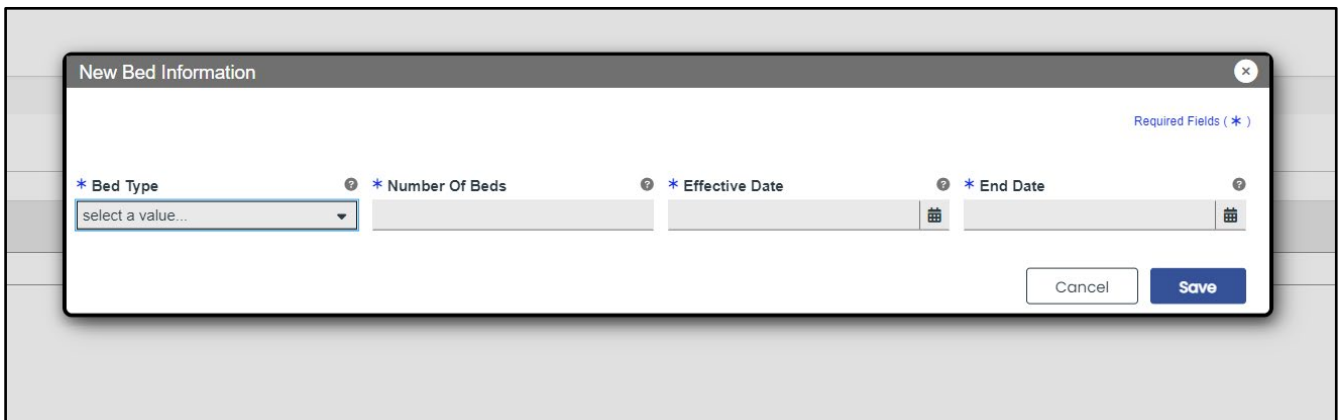 New Bed Information
Required Fields ( * )
* Bed Type * Number Of Beds * Effective Date * End Date
select a value...
Cancel Save